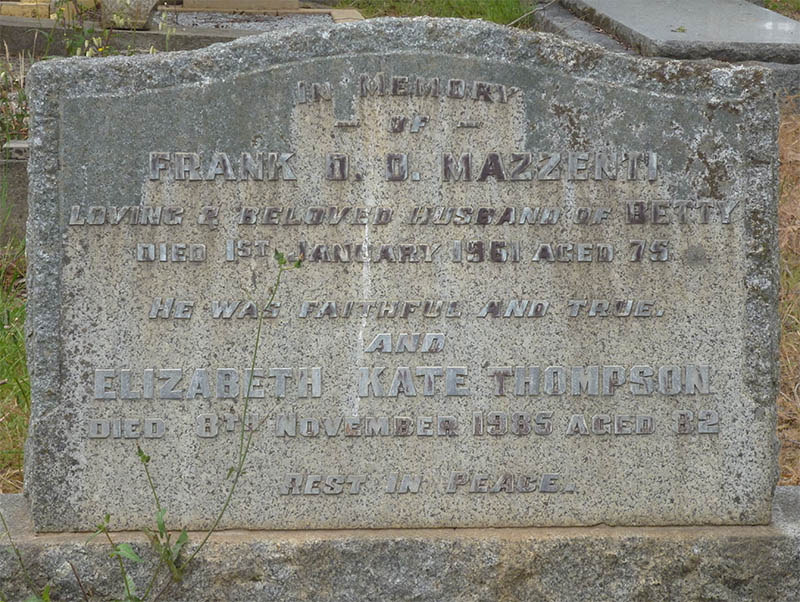 IN MEMORY
— OF —
FRANK D. D. MAZZENTI
LOVING & BELOVED HUSBAND OF BETTY
DIED 1ST JANUARY 1961 AGED 75
HE WAS FAITHFUL AND TRUE.
AND
ELIZABETH KATE THOMPSON
DIED 8TH NOVEMBER 1985 AGED 82
REST IN PEACE.